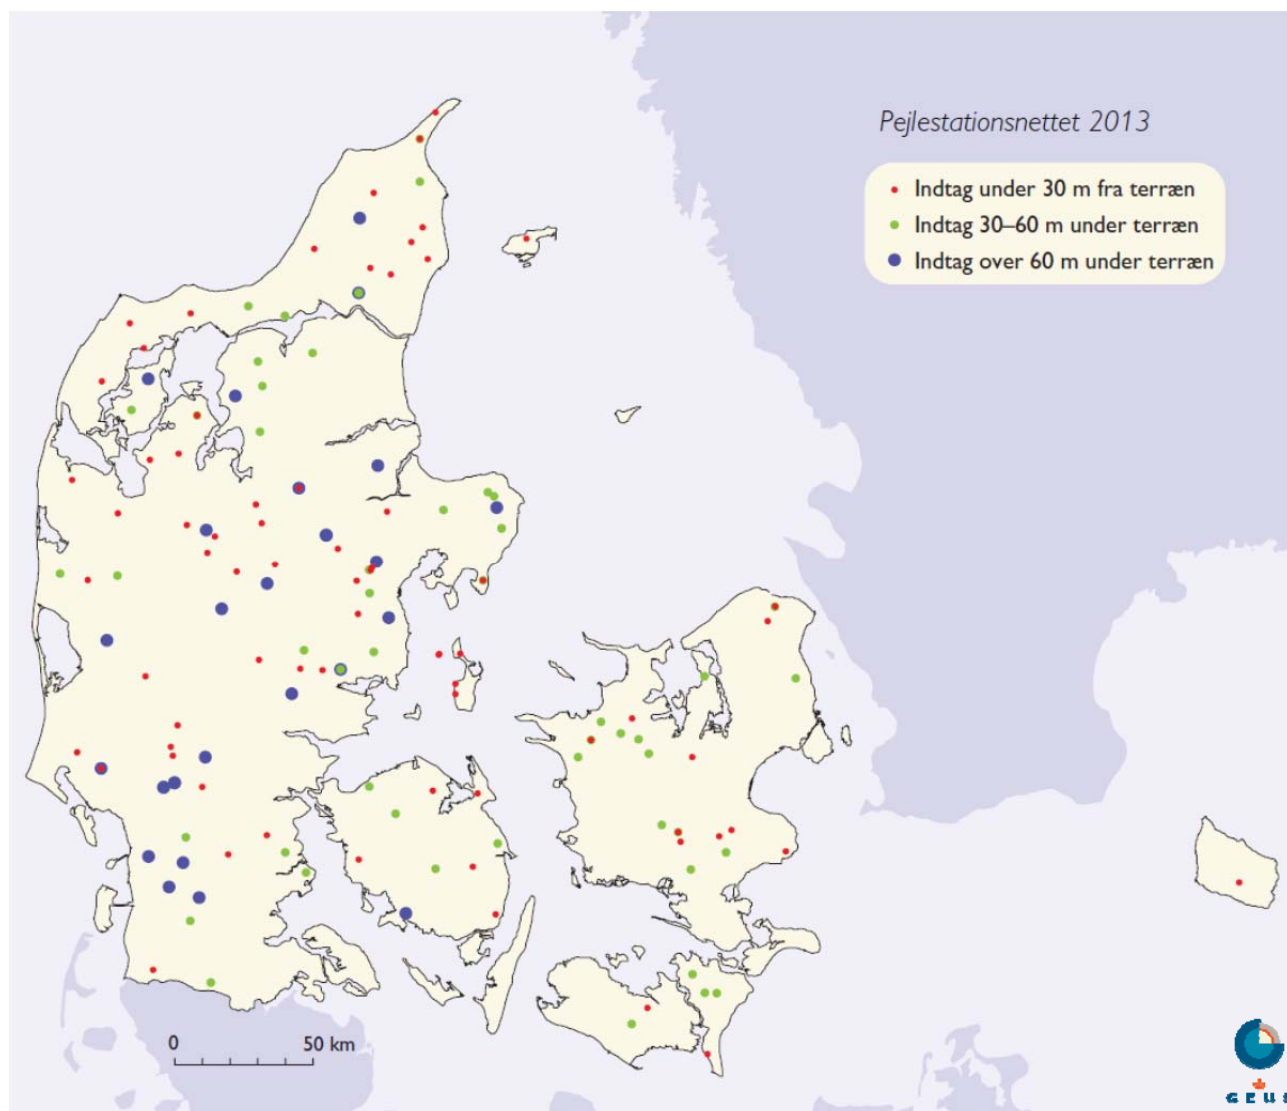 Pejlestationsnettet 2013
Indtag under 30 m fra terræn
Indtag 30–60 m under terræn
Indtag over 60 m under terræn
0 50 km
G E U